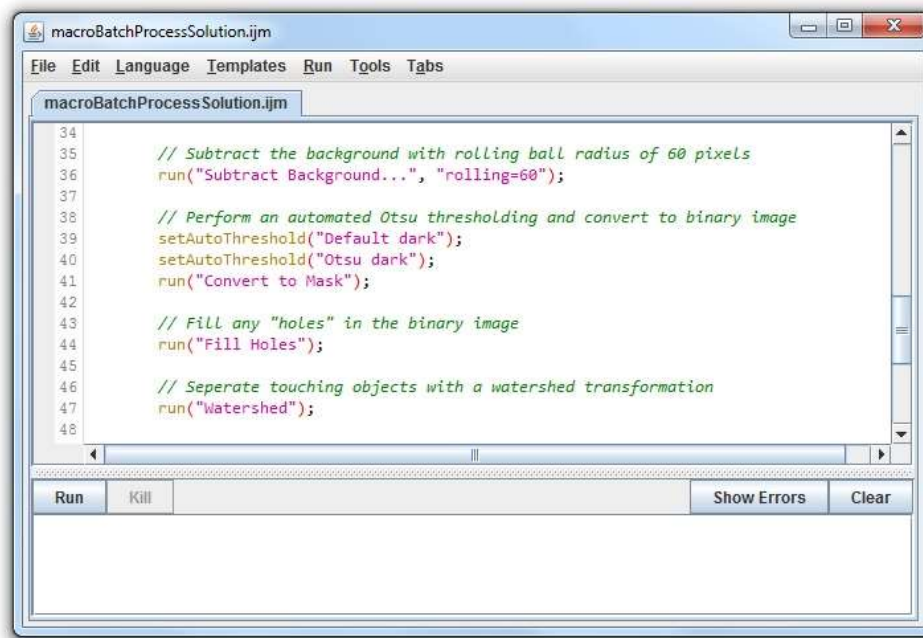 macroBatchProcessSolution.ijm
File Edit Language Templates Run Tools Tabs
macroBatchProcessSolution.ijm
34
35 // Subtract the background with rolling ball radius of 60 pixels
36 run("Subtract Background...", "rolling=60");
37
38 // Perform an automated Otsu thresholding and convert to binary image
39 setAutoThreshold("Default dark");
40 setAutoThreshold("Otsu dark");
41 run("Convert to Mask");
42
43 // Fill any "holes" in the binary image
44 run("Fill Holes");
45
46 // Seperate touching objects with a watershed transformation
47 run("Watershed");
48
Run Kill Show Errors Clear